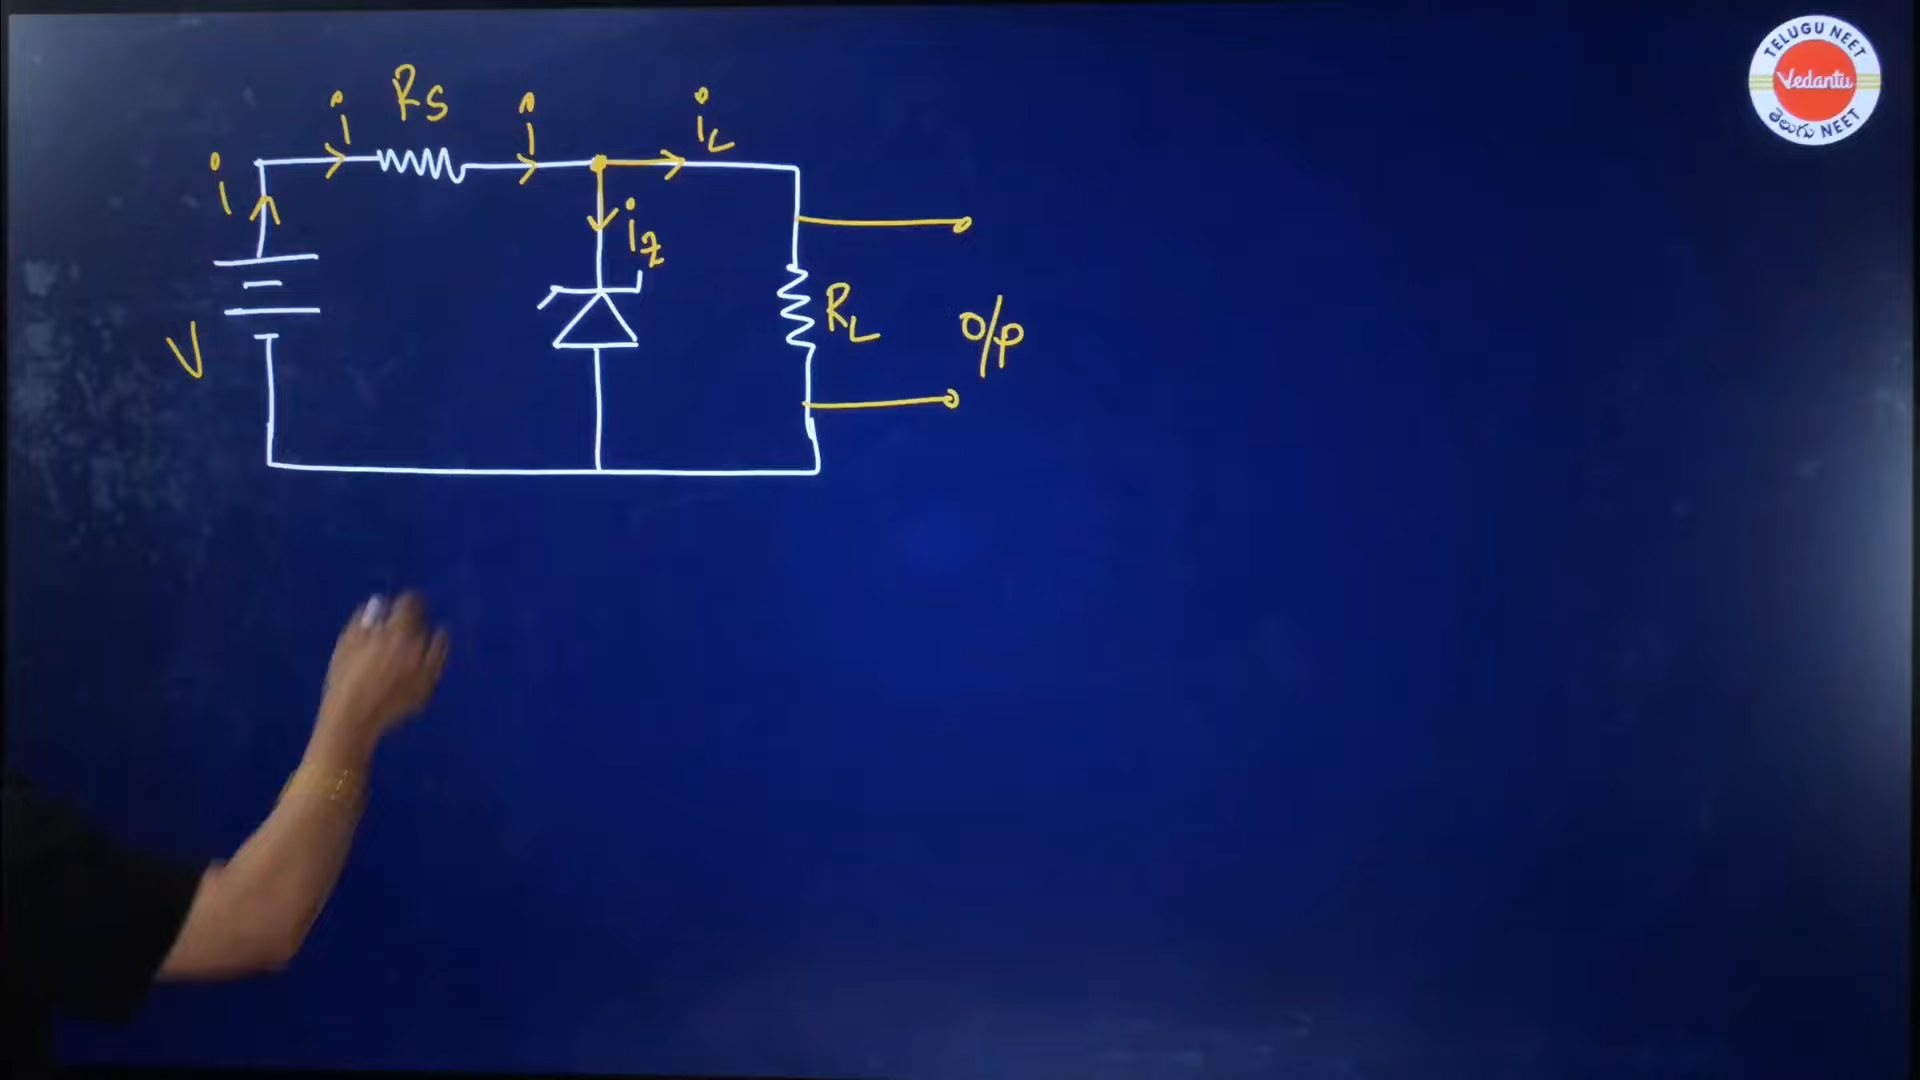 TELUGU NEET
Vedantu
తెలుగు NEET
i
Rs
i
iL
i
iz
V
RL
o/p